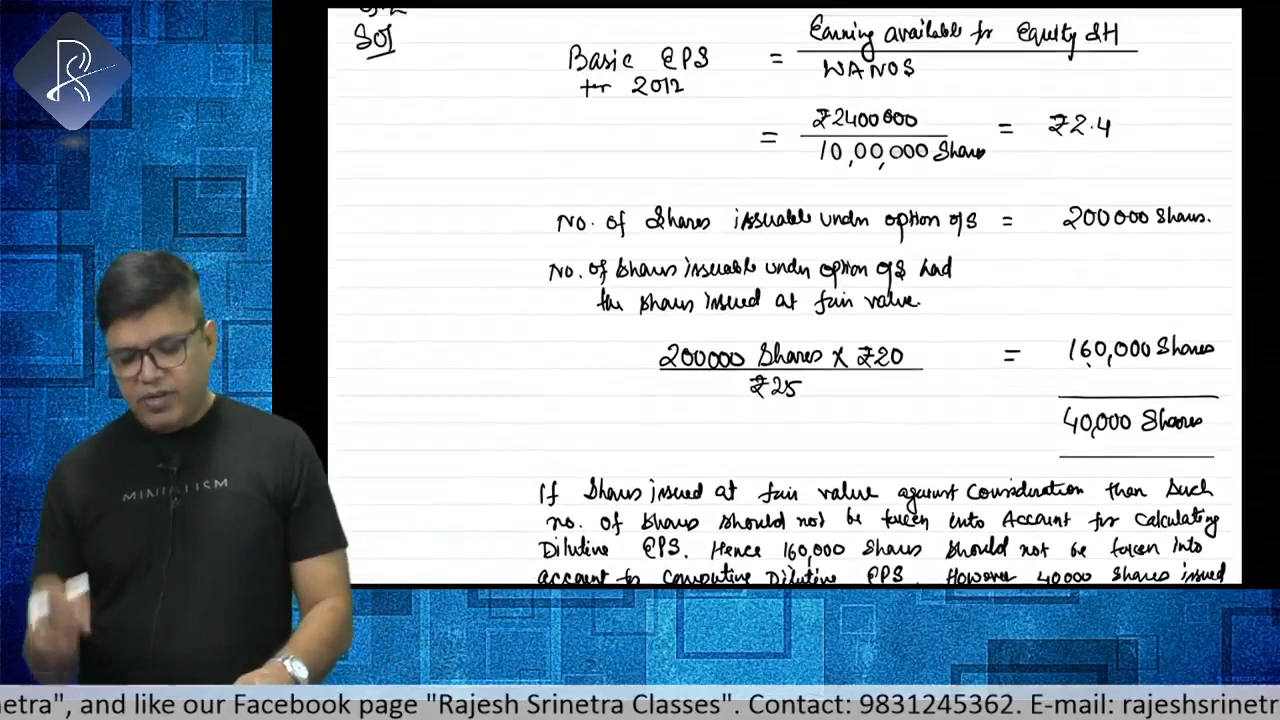 Sol
Basic EPS = Earning available for Equity SH
for 2012 WANOS
= ₹2400000 = ₹2.4
10,00,000 Shares
No. of Shares issuable under option o/s = 200000 Shares.
No. of Shares issuable under option o/s had
the shares issued at fair value.
200000 Shares x ₹20 = 160,000 Shares
₹25
40,000 Shares
If Shares issued at fair value against Consideration then such
no. of shares should not be taken into Account for calculating
Dilutive EPS. Hence 160,000 Shares should not be taken into
account to computing Dilutive EPS. However 40000 Shares issued
MINIMALISM
netra", and like our Facebook page "Rajesh Srinetra Classes". Contact: 9831245362. E-mail: rajeshsrinetr